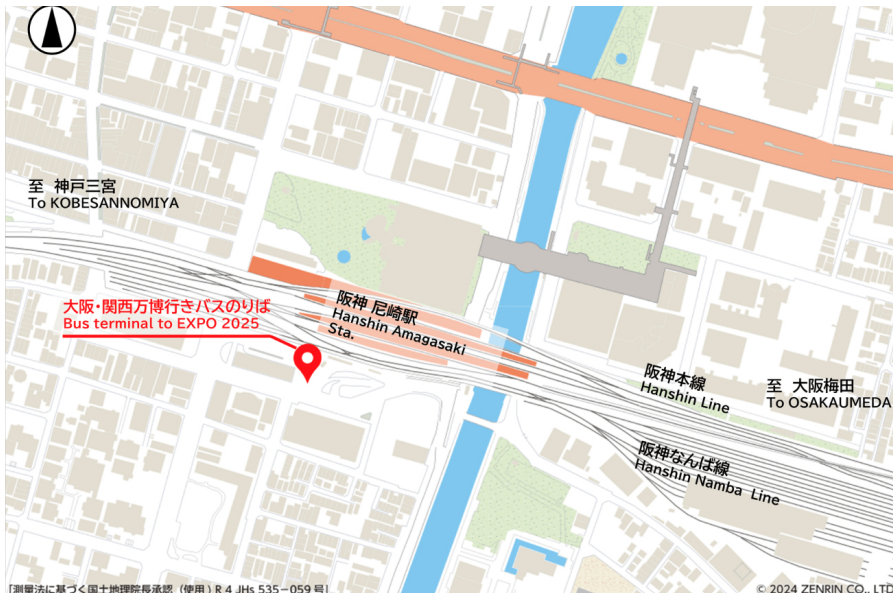 至 神戸三宮
To KOBESANNOMIYA
大阪・関西万博行きバスのりば
Bus terminal to EXPO 2025
阪神 尼崎駅
Hanshin Amagasaki
Sta.
阪神本線
Hanshin Line
至 大阪梅田
To OSAKAUMEDA
阪神なんば線
Hanshin Namba Line
「測量法に基づく国土地理院長承認（使用）R 4 JHs 535－059 号」
© 2024 ZENRIN CO., LTD